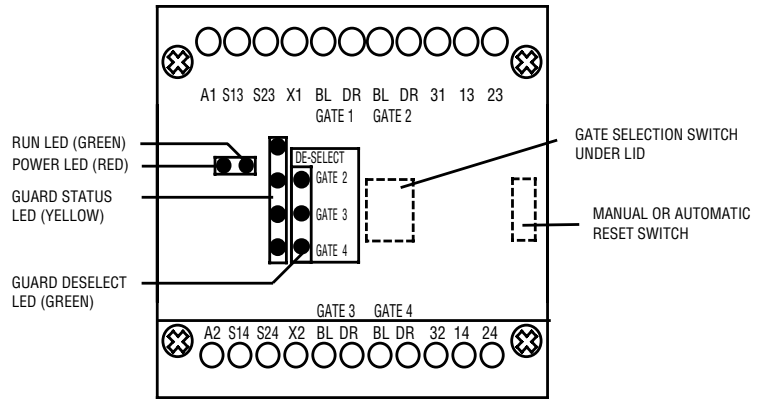 A1 S13 S23 X1 BL DR BL DR 31 13 23
GATE 1 GATE 2
RUN LED (GREEN)
POWER LED (RED)
GUARD STATUS
LED (YELLOW)
GUARD DESELECT
LED (GREEN)
DE-SELECT
GATE 2
GATE 3
GATE 4
GATE SELECTION SWITCH
UNDER LID
MANUAL OR AUTOMATIC
RESET SWITCH
GATE 3 GATE 4
A2 S14 S24 X2 BL DR BL DR 32 14 24